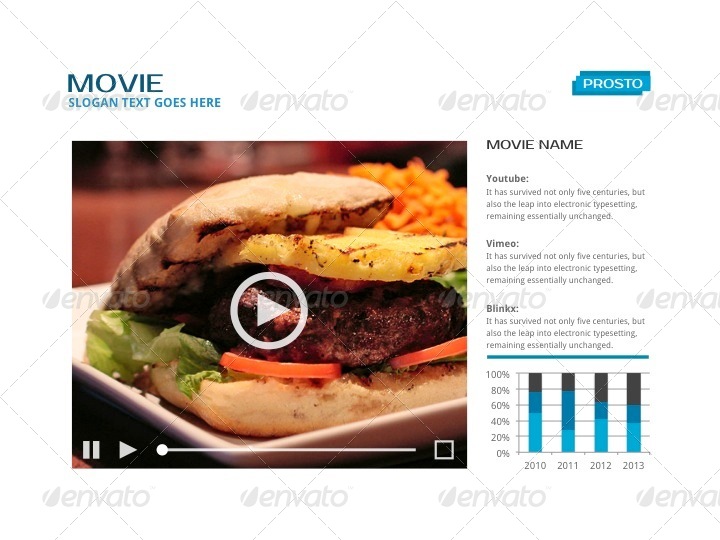 MOVIE
SLOGAN TEXT GOES HERE
PROSTO
MOVIE NAME
Youtube:
It has survived not only five centuries, but
also the leap into electronic typesetting,
remaining essentially unchanged.
Vimeo:
It has survived not only five centuries, but
also the leap into electronic typesetting,
remaining essentially unchanged.
Blinkx:
It has survived not only five centuries, but
also the leap into electronic typesetting,
remaining essentially unchanged.
100%
80%
60%
40%
20%
0%
2010 2011 2012 2013
envato envato envato envato
envato envato envato envato
envato envato envato envato